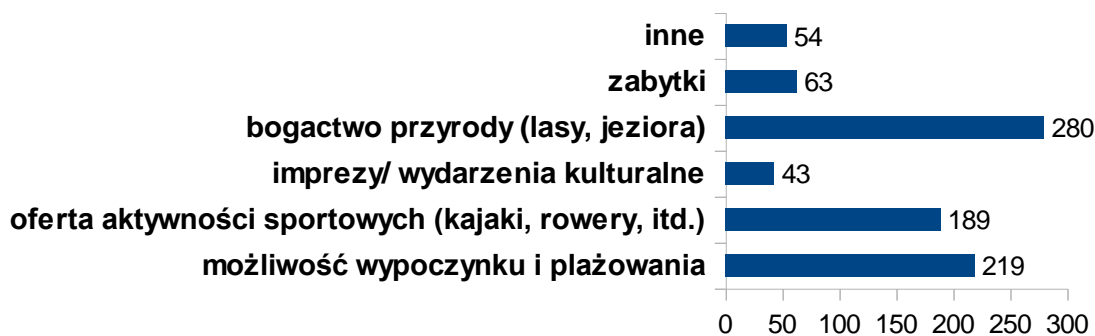 inne 54
zabytki 63
bogactwo przyrody (lasy, jeziora) 280
imprezy/ wydarzenia kulturalne 43
oferta aktywności sportowych (kajaki, rowery, itd.) 189
możliwość wypoczynku i plażowania 219
0 50 100 150 200 250 300